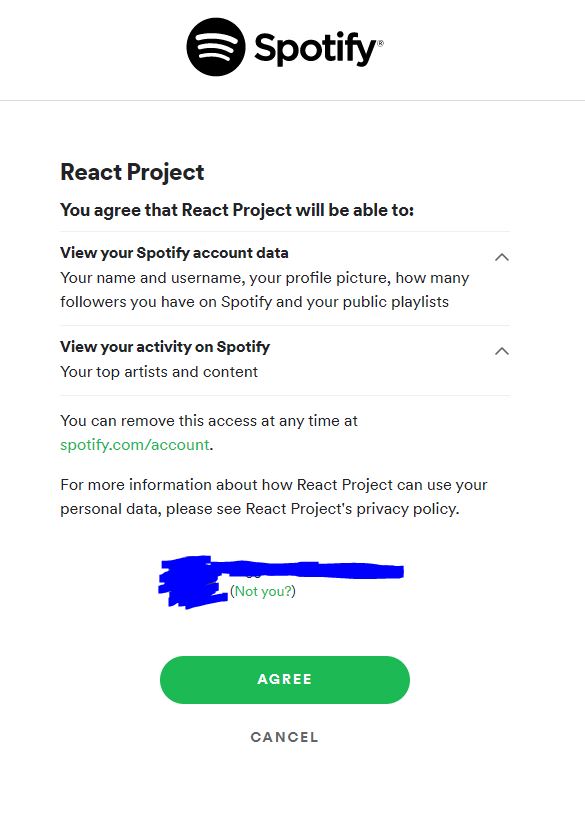 Spotify®
React Project
You agree that React Project will be able to:
View your Spotify account data
Your name and username, your profile picture, how many
followers you have on Spotify and your public playlists
View your activity on Spotify
Your top artists and content
You can remove this access at any time at
spotify.com/account.
For more information about how React Project can use your
personal data, please see React Project's privacy policy.
(Not you?)
AGREE
CANCEL